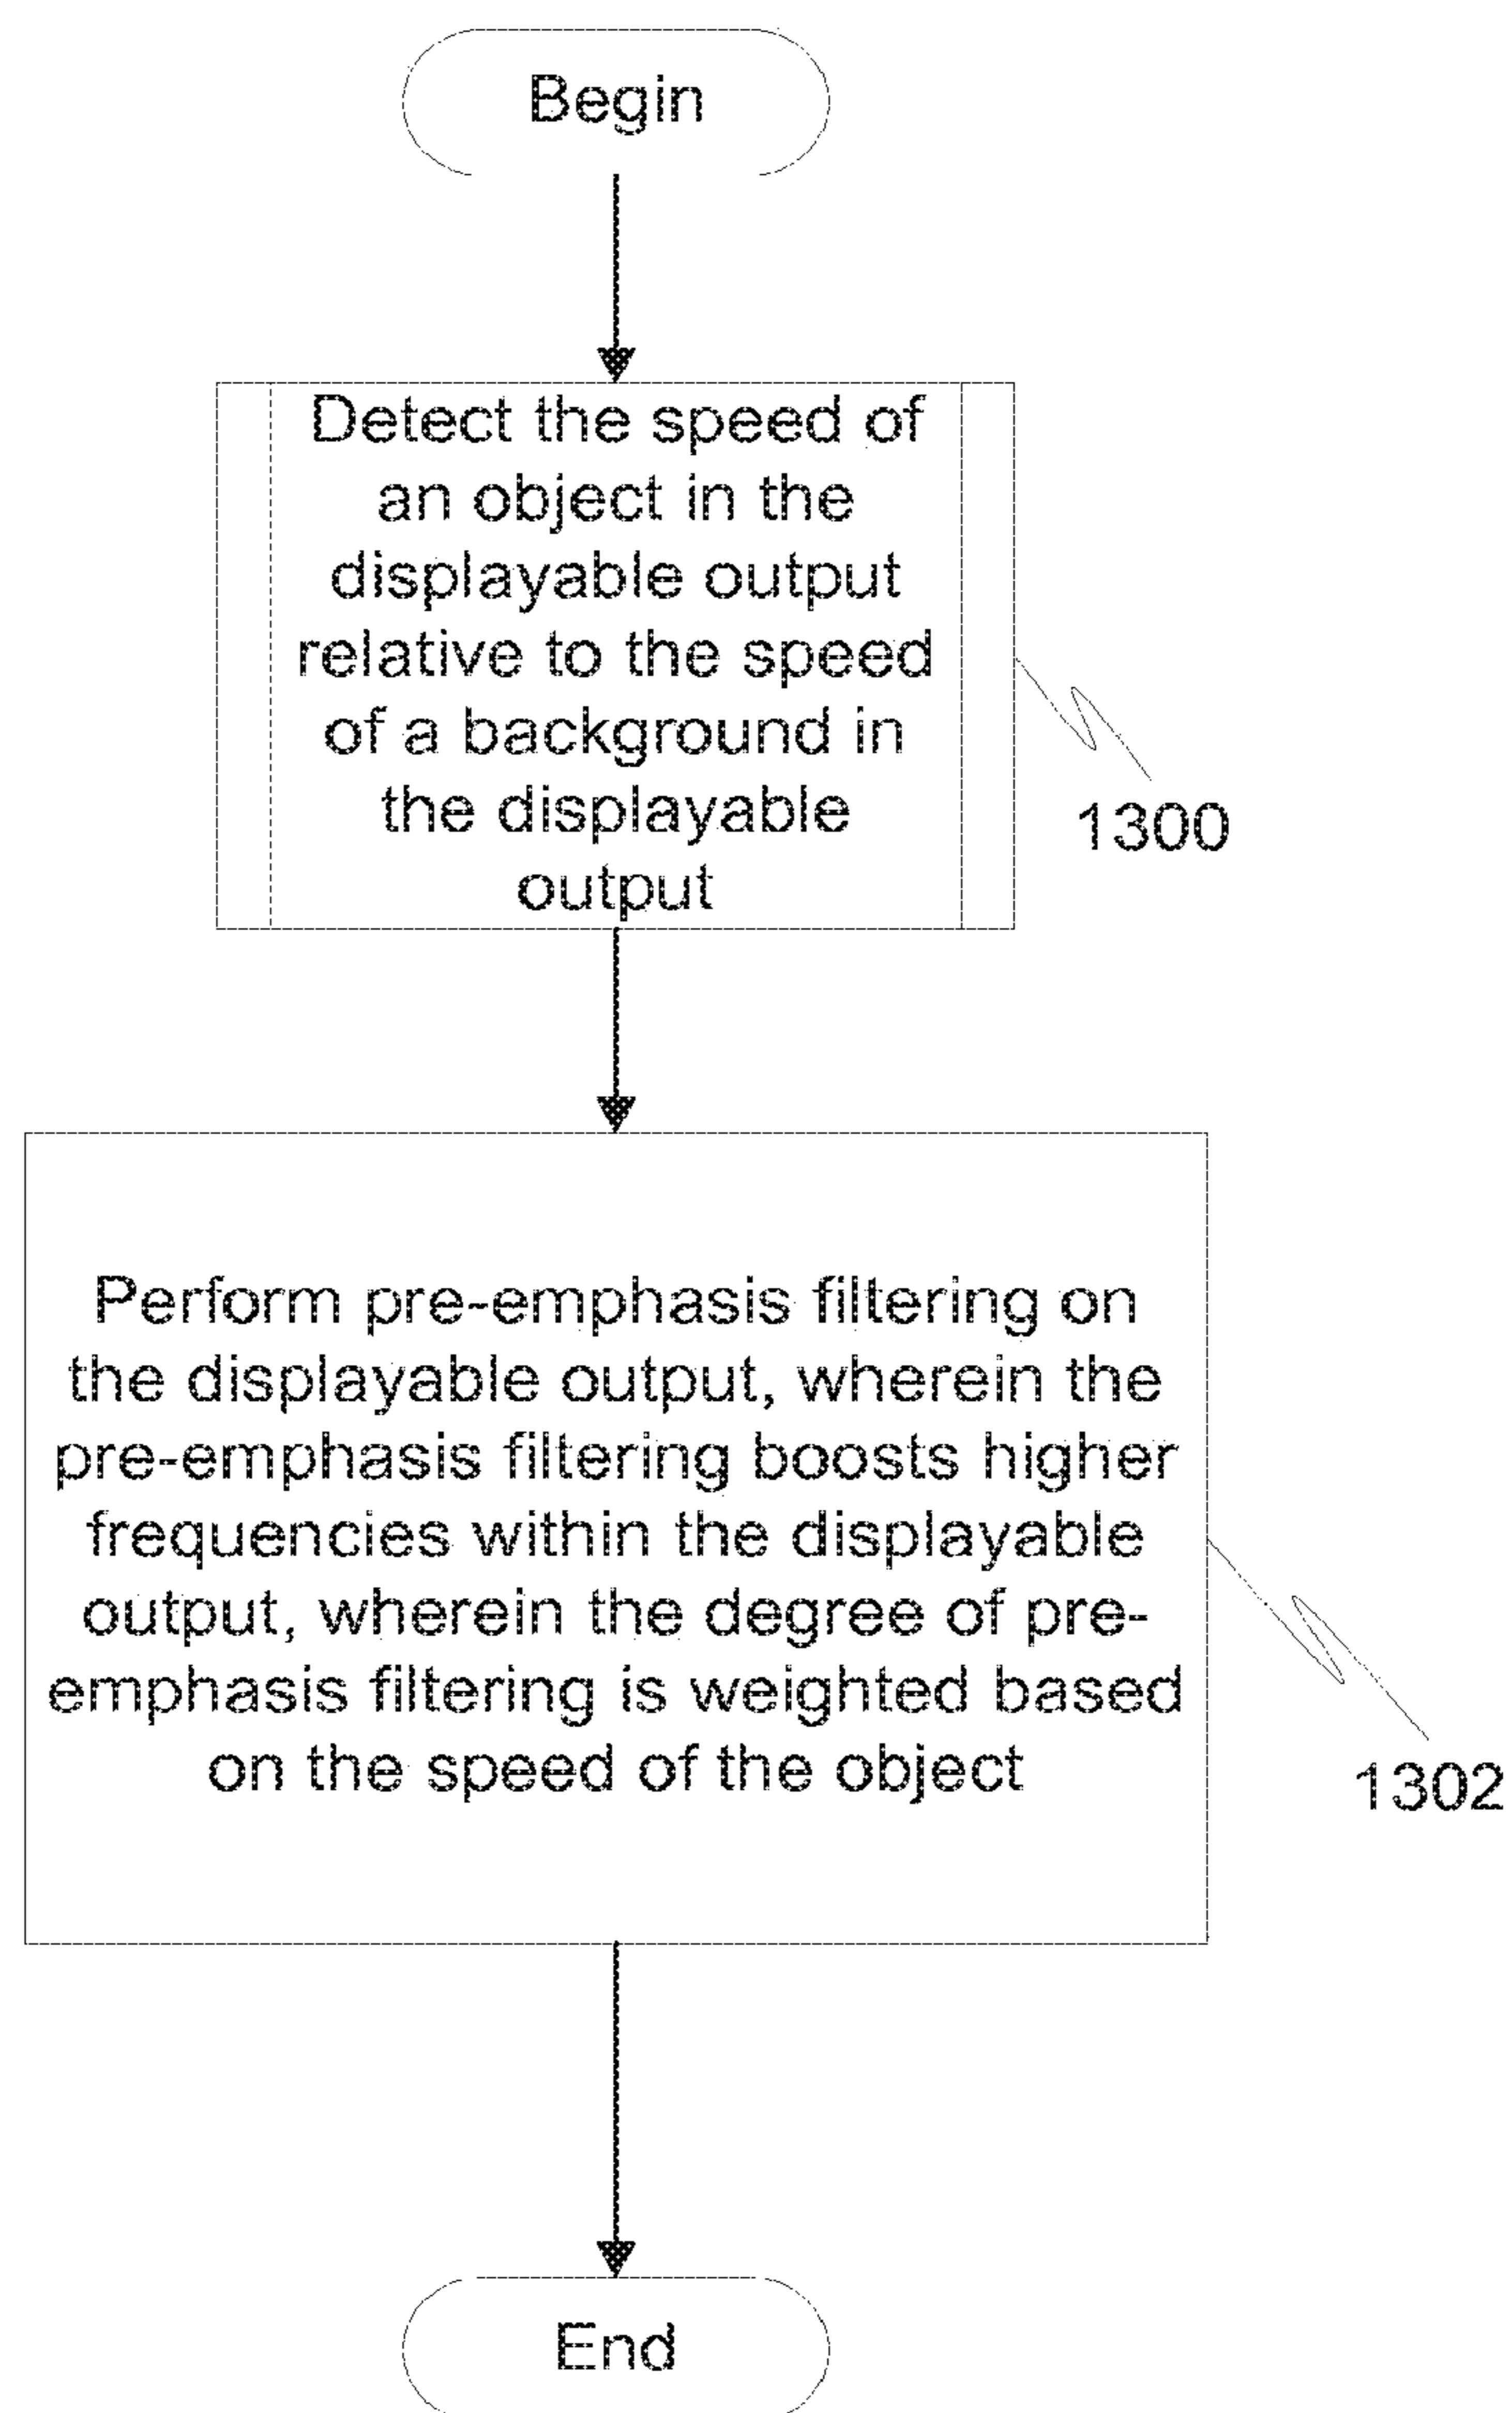 Begin
Detect the speed of
an object in the
displayable output
relative to the speed
of a background in
the displayable
output
1300
Perform pre-emphasis filtering on
the displayable output, wherein the
pre-emphasis filtering boosts higher
frequencies within the displayable
output, wherein the degree of pre-
emphasis filtering is weighted based
on the speed of the object
1302
End